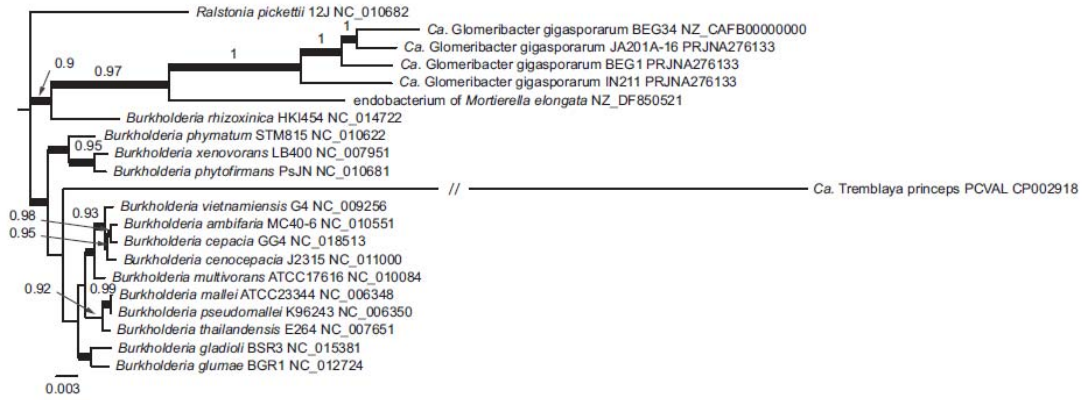 Ralstonia pickettii 12J NC_010682
1
Ca. Glomeribacter gigasporarum BEG34 NZ_CAFB00000000
1
Ca. Glomeribacter gigasporarum JA201A-16 PRJNA276133
1
0.9
0.97
Ca. Glomeribacter gigasporarum BEG1 PRJNA276133
Ca. Glomeribacter gigasporarum IN211 PRJNA276133
endobacterium of Mortierella elongata NZ_DF850521
Burkholderia rhizoxinica HKI454 NC_014722
Burkholderia phymatum STM815 NC_010622
0.95
Burkholderia xenovorans LB400 NC_007951
Burkholderia phytofirmans PsJN NC_010681
//
Ca. Tremblaya princeps PCVAL CP002918
Burkholderia vietnamiensis G4 NC_009256
0.98
0.93
Burkholderia ambifaria MC40-6 NC_010551
0.95
Burkholderia cepacia GG4 NC_018513
Burkholderia cenocepacia J2315 NC_011000
Burkholderia multivorans ATCC17616 NC_010084
0.92
0.99
Burkholderia mallei ATCC23344 NC_006348
Burkholderia pseudomallei K96243 NC_006350
Burkholderia thailandensis E264 NC_007651
Burkholderia gladioli BSR3 NC_015381
Burkholderia glumae BGR1 NC_012724
0.003